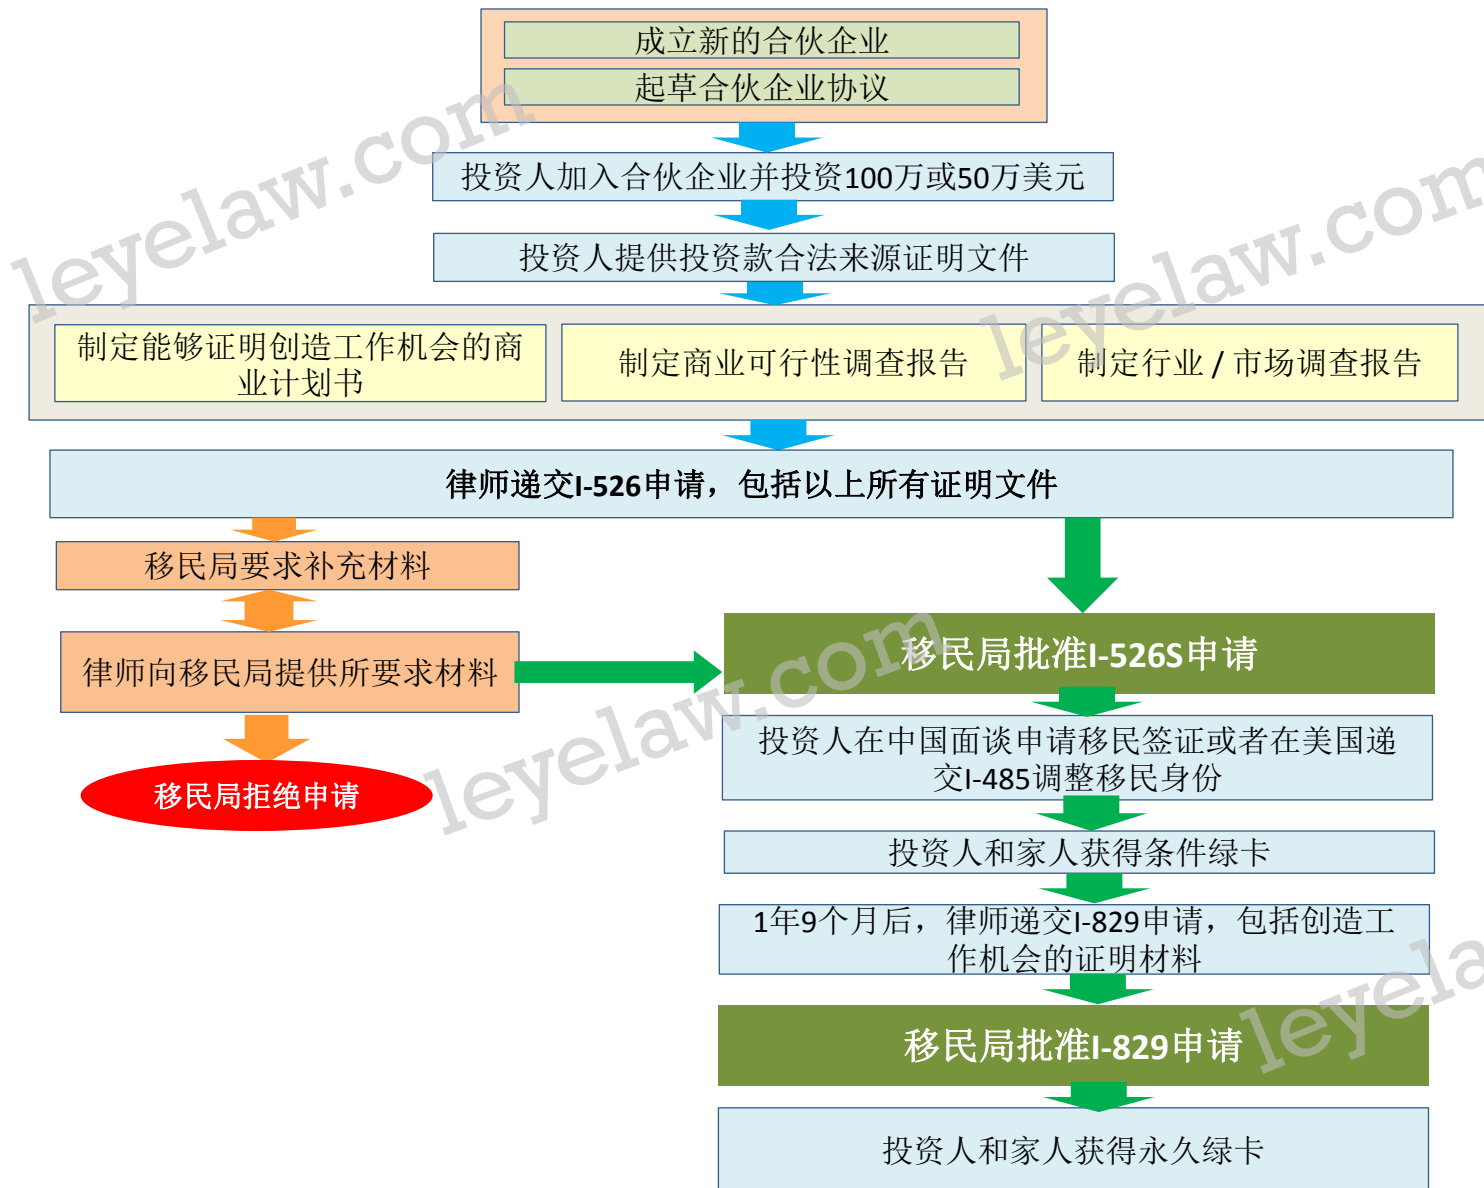 成立新的合伙企业
起草合伙企业协议
投资人加入合伙企业并投资100万或50万美元
投资人提供投资款合法来源证明文件
制定能够证明创造工作机会的商
业计划书
制定商业可行性调查报告
制定行业 / 市场调查报告
律师递交I-526申请，包括以上所有证明文件
移民局要求补充材料
律师向移民局提供所要求材料
移民局拒绝申请
移民局批准I-526S申请
投资人在中国面谈申请移民签证或者在美国递
交I-485调整移民身份
投资人和家人获得条件绿卡
1年9个月后，律师递交I-829申请，包括创造工
作机会的证明材料
移民局批准I-829申请
投资人和家人获得永久绿卡
leyelaw.com
leyelaw.com
leyelaw.com
leyela